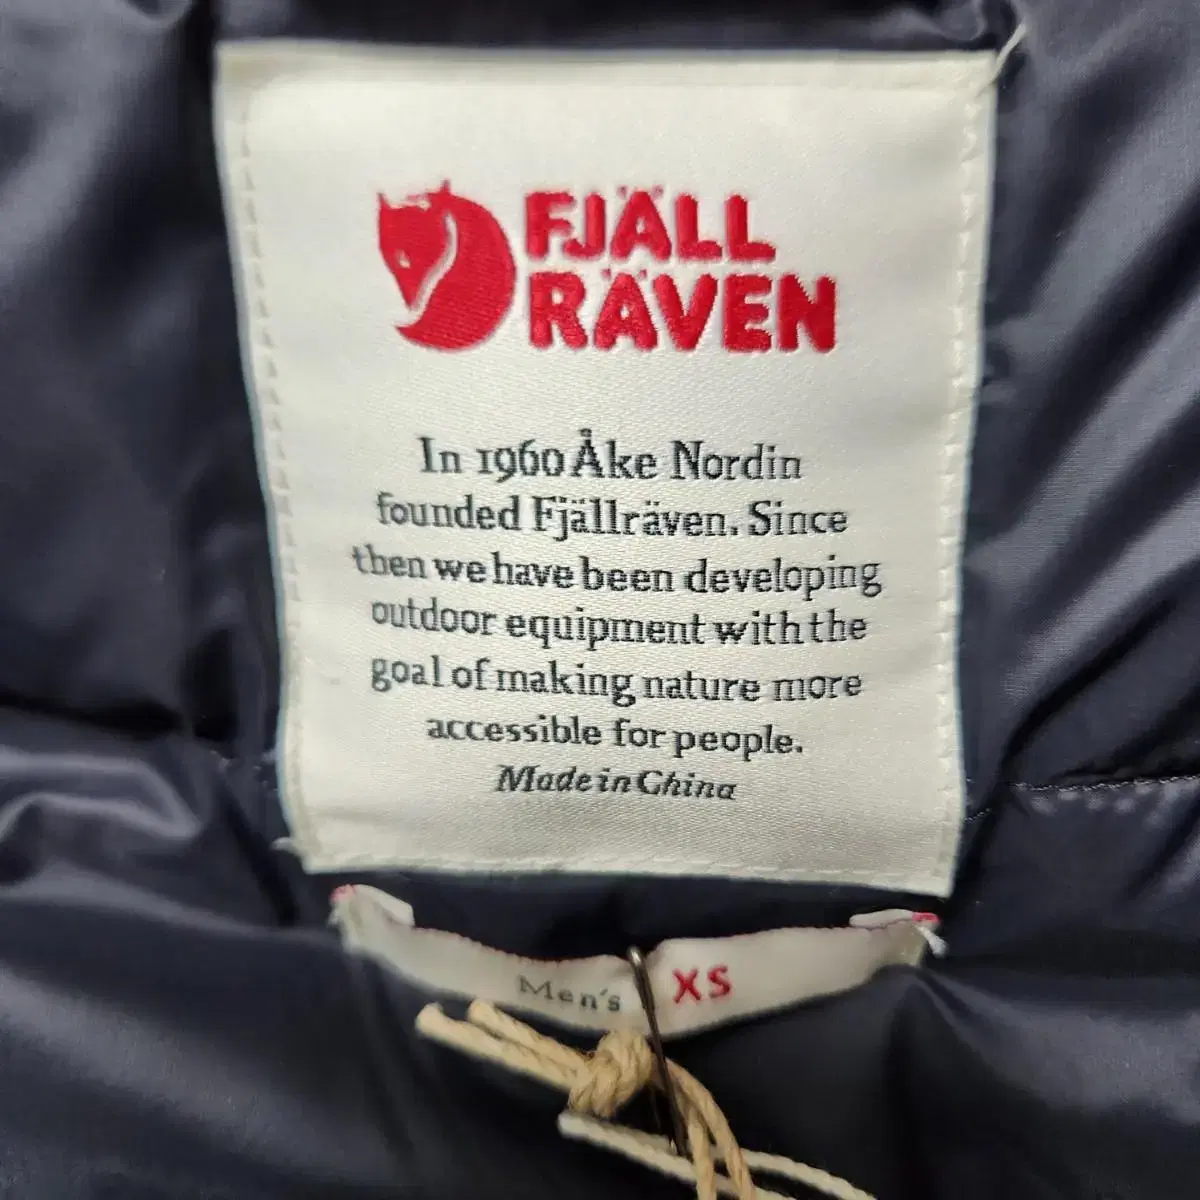 FJÄLL
RÄVEN
In 1960 Åke Nordin
founded Fjällräven. Since
then we have been developing
outdoor equipment with the
goal of making nature more
accessible for people.
Made in China
Men's XS